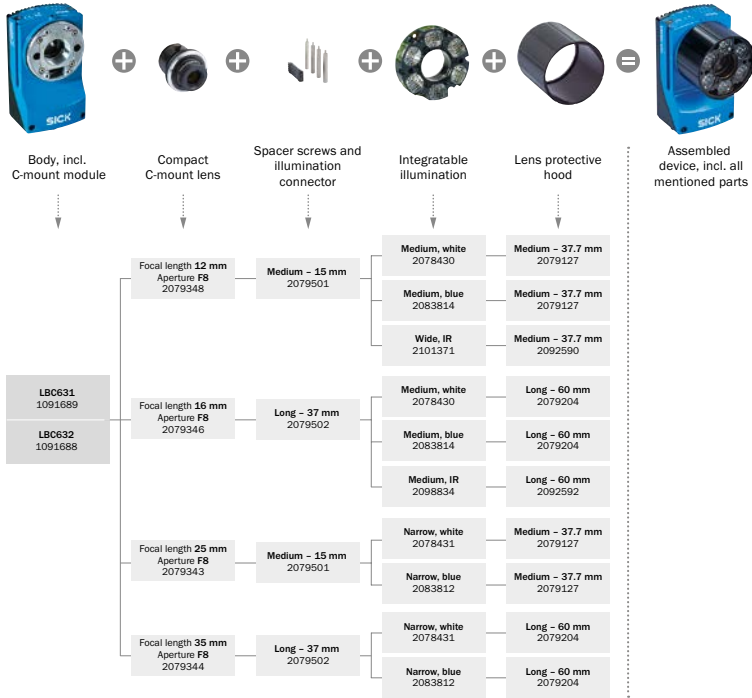 SICK
SICK
Body, incl.
C-mount module
Compact
C-mount lens
Spacer screws and
illumination
connector
Integratable
illumination
Lens protective
hood
Assembled
device, incl. all
mentioned parts
LBC631
1091689
LBC632
1091688
Focal length 12 mm
Aperture F8
2079348
Medium – 15 mm
2079501
Medium, white
2078430
Medium – 37.7 mm
2079127
Medium, blue
2083814
Medium – 37.7 mm
2079127
Wide, IR
2101371
Medium – 37.7 mm
2092590
Focal length 16 mm
Aperture F8
2079346
Long – 37 mm
2079502
Medium, white
2078430
Long – 60 mm
2079204
Medium, blue
2083814
Long – 60 mm
2079204
Medium, IR
2098834
Long – 60 mm
2092592
Focal length 25 mm
Aperture F8
2079343
Medium – 15 mm
2079501
Narrow, white
2078431
Medium – 37.7 mm
2079127
Narrow, blue
2083812
Medium – 37.7 mm
2079127
Focal length 35 mm
Aperture F8
2079344
Long – 37 mm
2079502
Narrow, white
2078431
Long – 60 mm
2079204
Narrow, blue
2083812
Long – 60 mm
2079204